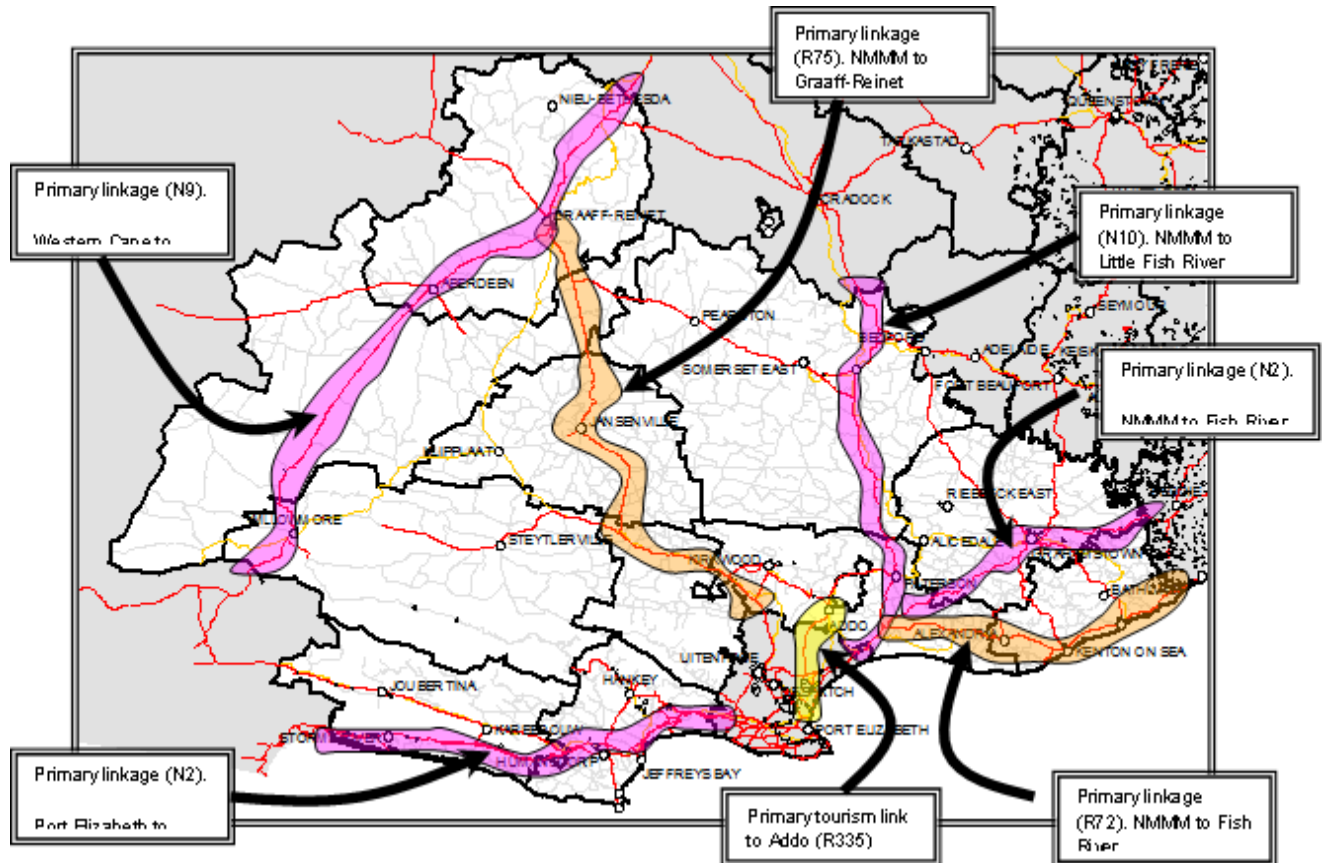 Primary linkage
(R75). NMMM to
Graaff-Reinet
NIEU-BETHESDA
QUEENSTOWN
TARKASTAD
Primary linkage (N9).
Western Cape to
CRADOCK
Primary linkage
(N10). NMMM to
Little Fish River
GRAAFF-REINET
ABERDEEN
PEARSTON
SEYMOUR
BEDFORD
ADELAIDE
SOMERSET EAST
FORT BEAUFORT
Primary linkage (N2).
NMMM to Fish River
JANSENVILLE
KLIPPLAAT
RIEBEECK EAST
WILLOWMORE
STEYTLERVILLE
ALICEDALE
GRAHAMSTOWN
KIRKWOOD
PATERSON
BATHURST
ADDO
ALEXANDRIA
KENTON ON SEA
UITENHAGE
JOUBERTINA
HANKEY
DESPATCH
KAREEDOUW
PORT ELIZABETH
STORMSRIVER
HUMANSDORP
JEFFREYS BAY
Primary linkage (N2).
Port Elizabeth to
Primary tourism link
to Addo (R335)
Primary linkage
(R72). NMMM to Fish
River